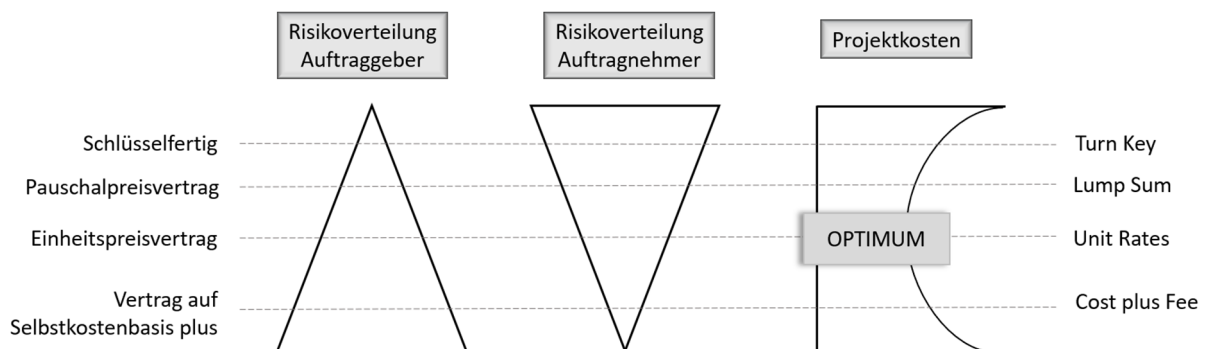 Risikoverteilung
Auftraggeber
Risikoverteilung
Auftragnehmer
Projektkosten
Schlüsselfertig
Turn Key
Pauschalpreisvertrag
Lump Sum
Einheitspreisvertrag
OPTIMUM
Unit Rates
Vertrag auf
Selbstkostenbasis plus
Cost plus Fee